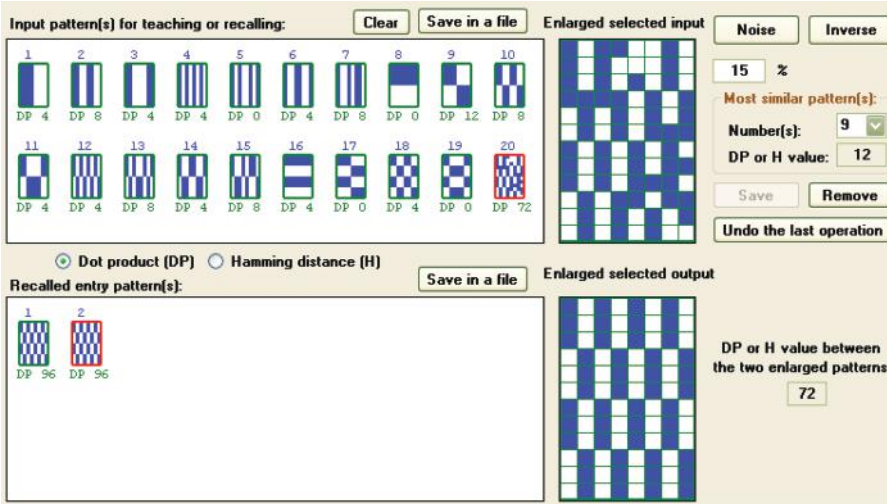 Input pattern(s) for teaching or recalling:
Clear
Save in a file
Enlarged selected input
Noise
Inverse
1 2 3 4 5 6 7 8 9 10
DP 4 DP 8 DP 4 DP 4 DP 0 DP 4 DP 8 DP 0 DP 12 DP 8
15 %
Most similar pattern(s):
Number(s): 9
DP or H value: 12
11 12 13 14 15 16 17 18 19 20
DP 4 DP 4 DP 8 DP 4 DP 8 DP 4 DP 0 DP 4 DP 0 DP 72
Save
Remove
Undo the last operation
Dot product (DP)
Hamming distance (H)
Recalled entry pattern(s):
Save in a file
Enlarged selected output
1 2
DP 96 DP 96
DP or H value between
the two enlarged patterns
72